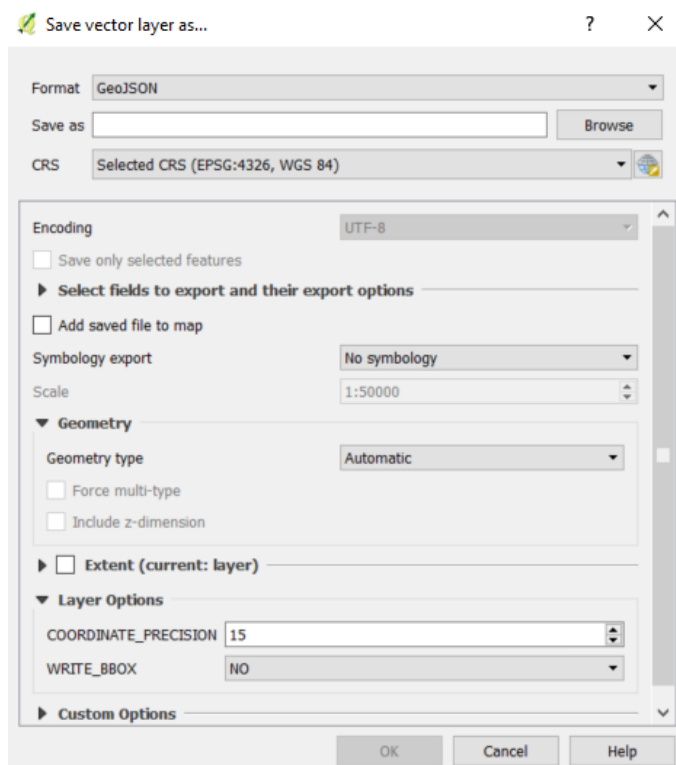 Save vector layer as...
?
Format GeoJSON
Save as Browse
CRS Selected CRS (EPSG:4326, WGS 84)
Encoding UTF-8
Save only selected features
Select fields to export and their export options
Add saved file to map
Symbology export No symbology
Scale 1:50000
Geometry
Geometry type Automatic
Force multi-type
Include z-dimension
Extent (current: layer)
Layer Options
COORDINATE_PRECISION 15
WRITE_BBOX NO
Custom Options
OK Cancel Help